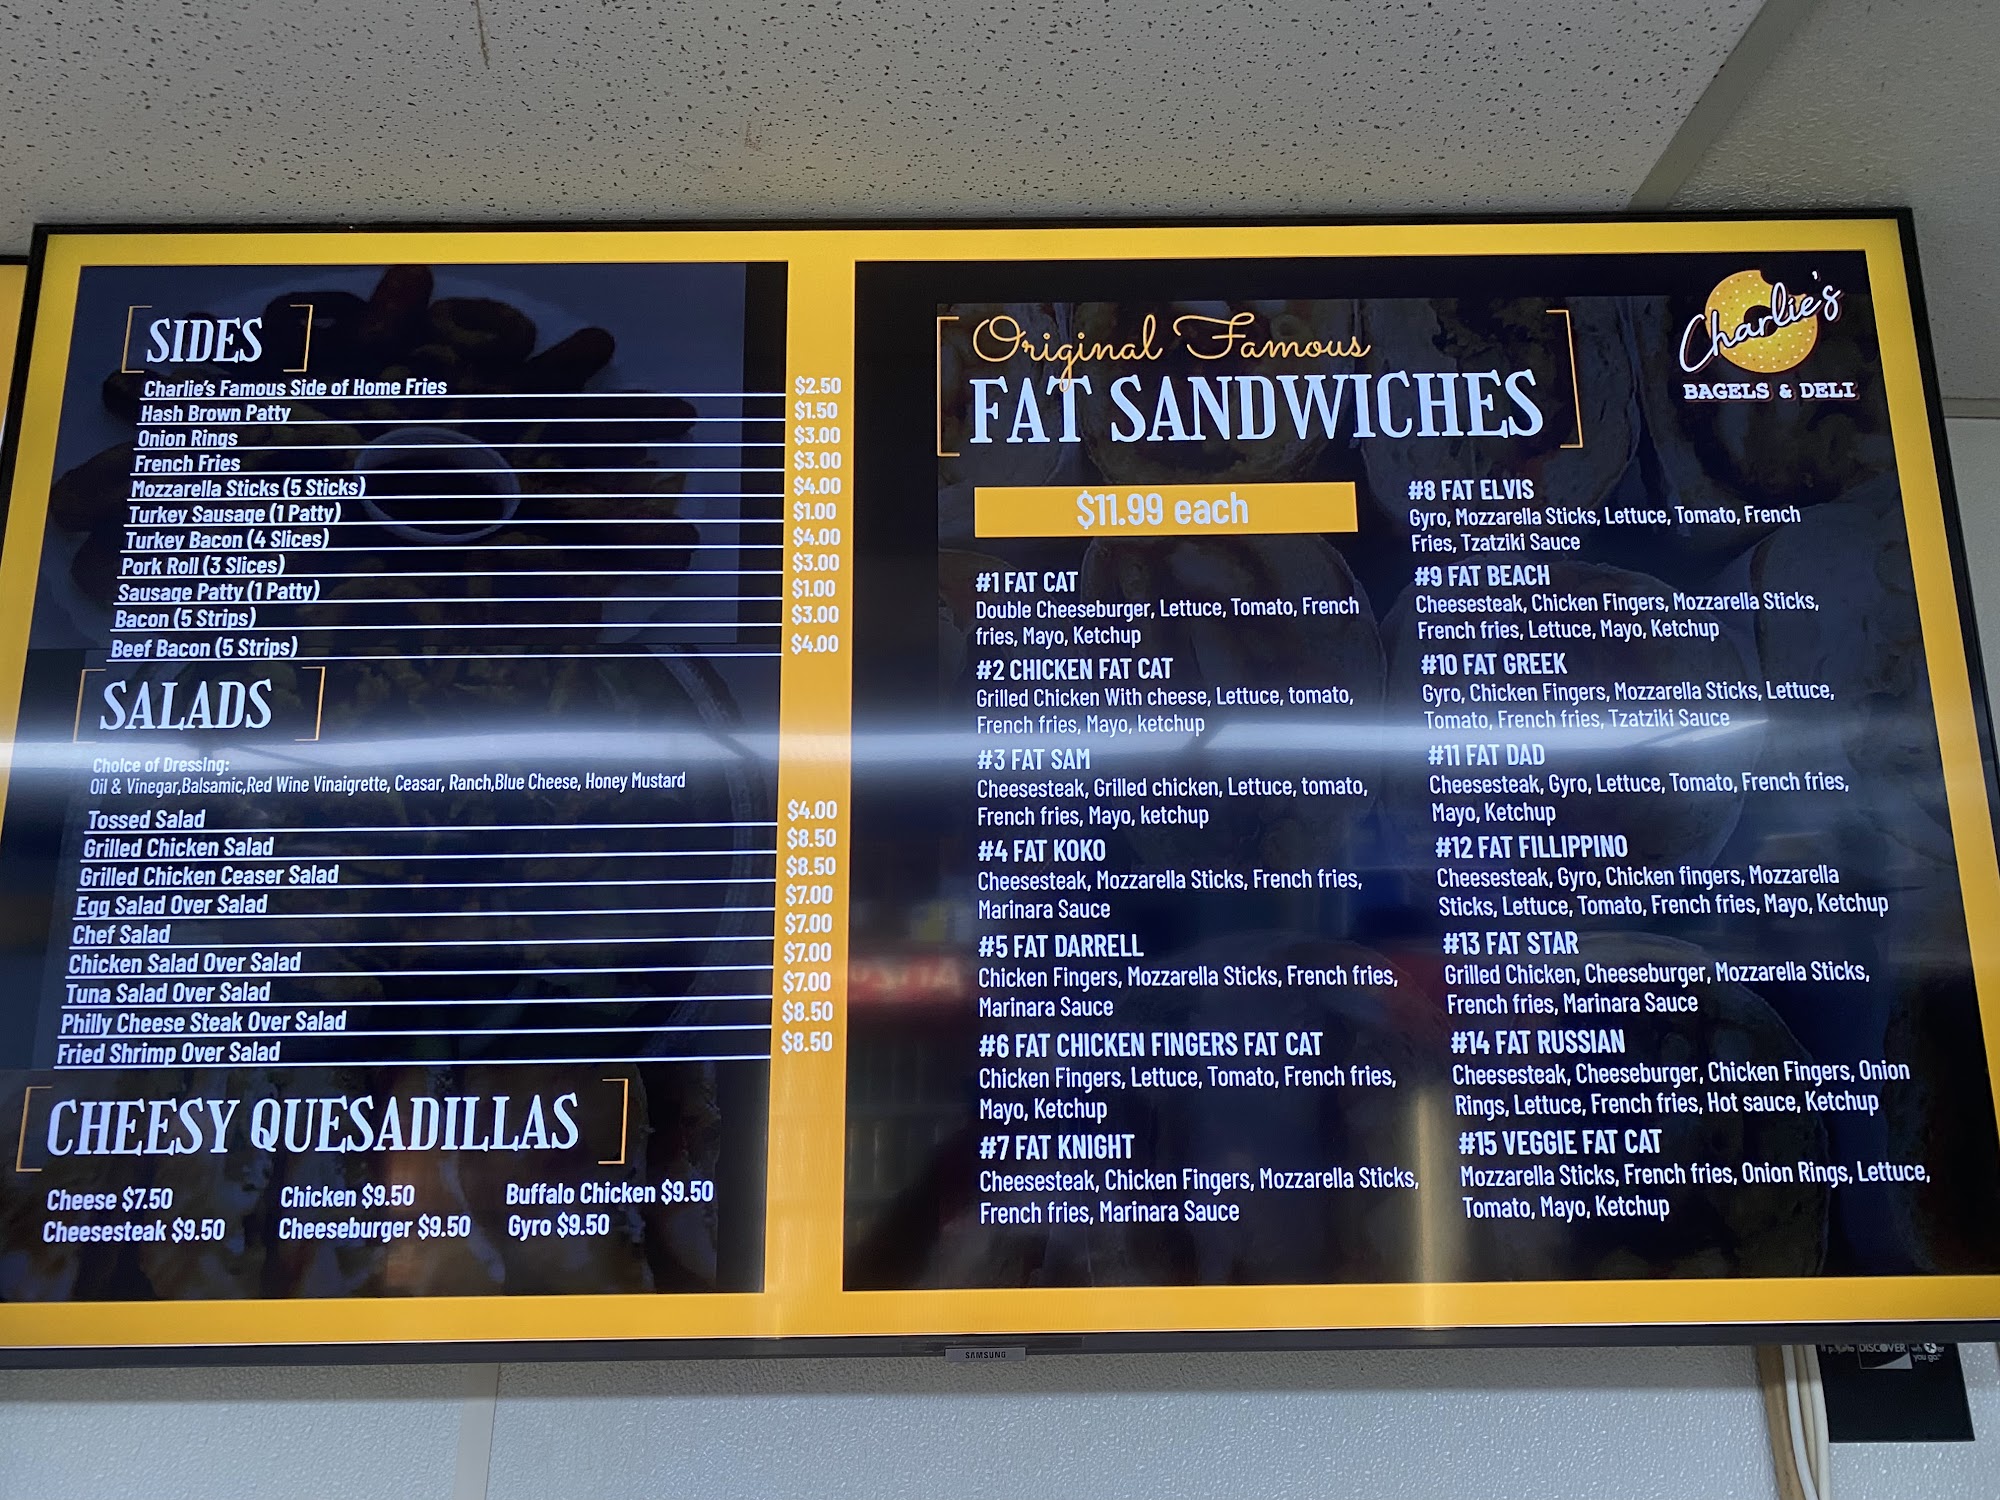 SIDES
Charlie's Famous Side of Home Fries $2.50
Hash Brown Patty $1.50
Onion Rings $3.00
French Fries $3.00
Mozzarella Sticks (5 Sticks) $4.00
Turkey Sausage (1 Patty) $1.00
Turkey Bacon (4 Slices) $4.00
Pork Roll (3 Slices) $3.00
Sausage Patty (1 Patty) $1.00
Bacon (5 Strips) $3.00
Beef Bacon (5 Strips) $4.00
SALADS
Choice of Dressing:
Oil & Vinegar,Balsamic,Red Wine Vinaigrette, Ceasar, Ranch,Blue Cheese, Honey Mustard
Tossed Salad $4.00
Grilled Chicken Salad $8.50
Grilled Chicken Ceaser Salad $8.50
Egg Salad Over Salad $7.00
Chef Salad $7.00
Chicken Salad Over Salad $7.00
Tuna Salad Over Salad $7.00
Philly Cheese Steak Over Salad $8.50
Fried Shrimp Over Salad $8.50
CHEESY QUESADILLAS
Cheese $7.50 Chicken $9.50 Buffalo Chicken $9.50
Cheesesteak $9.50 Cheeseburger $9.50 Gyro $9.50
Original Famous
FAT SANDWICHES
Charlie's
BAGELS & DELI
$11.99 each
#1 FAT CAT
Double Cheeseburger, Lettuce, Tomato, French
fries, Mayo, Ketchup
#2 CHICKEN FAT CAT
Grilled Chicken With cheese, Lettuce, tomato,
French fries, Mayo, ketchup
#3 FAT SAM
Cheesesteak, Grilled chicken, Lettuce, tomato,
French fries, Mayo, ketchup
#4 FAT KOKO
Cheesesteak, Mozzarella Sticks, French fries,
Marinara Sauce
#5 FAT DARRELL
Chicken Fingers, Mozzarella Sticks, French fries,
Marinara Sauce
#6 FAT CHICKEN FINGERS FAT CAT
Chicken Fingers, Lettuce, Tomato, French fries,
Mayo, Ketchup
#7 FAT KNIGHT
Cheesesteak, Chicken Fingers, Mozzarella Sticks,
French fries, Marinara Sauce
#8 FAT ELVIS
Gyro, Mozzarella Sticks, Lettuce, Tomato, French
Fries, Tzatziki Sauce
#9 FAT BEACH
Cheesesteak, Chicken Fingers, Mozzarella Sticks,
French fries, Lettuce, Mayo, Ketchup
#10 FAT GREEK
Gyro, Chicken Fingers, Mozzarella Sticks, Lettuce,
Tomato, French fries, Tzatziki Sauce
#11 FAT DAD
Cheesesteak, Gyro, Lettuce, Tomato, French fries,
Mayo, Ketchup
#12 FAT FILLIPPINO
Cheesesteak, Gyro, Chicken fingers, Mozzarella
Sticks, Lettuce, Tomato, French fries, Mayo, Ketchup
#13 FAT STAR
Grilled Chicken, Cheeseburger, Mozzarella Sticks,
French fries, Marinara Sauce
#14 FAT RUSSIAN
Cheesesteak, Cheeseburger, Chicken Fingers, Onion
Rings, Lettuce, French fries, Hot sauce, Ketchup
#15 VEGGIE FAT CAT
Mozzarella Sticks, French fries, Onion Rings, Lettuce,
Tomato, Mayo, Ketchup
SAMSUNG
DISCOVER
you go.